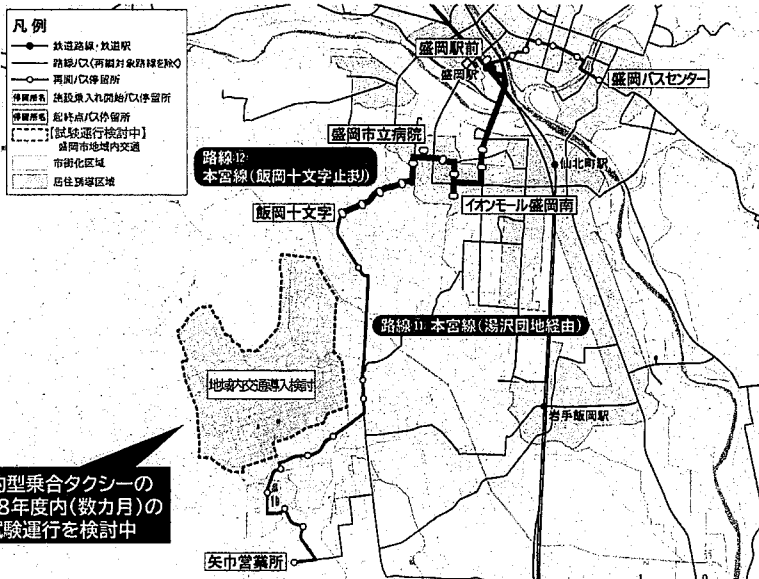 凡例
鉄道路線・鉄道駅
路線バス(再編対象路線を除く)
再編バス停留所
停留所名 施設乗入れ開始バス停留所
停留所名 起終点バス停留所
【試験運行検討中】
盛岡市地域内交通
市街化区域
居住誘導区域
盛岡駅前
盛岡駅
盛岡バスセンター
盛岡市立病院
路線12:
本宮線(飯岡十文字止まり)
仙北町駅
飯岡十文字
イオンモール盛岡南
路線11: 本宮線(湯沢団地経由)
地域内交通導入検討
岩手飯岡駅
約型乗合タクシーの
8年度内(数カ月)の
試験運行を検討中
矢巾営業所